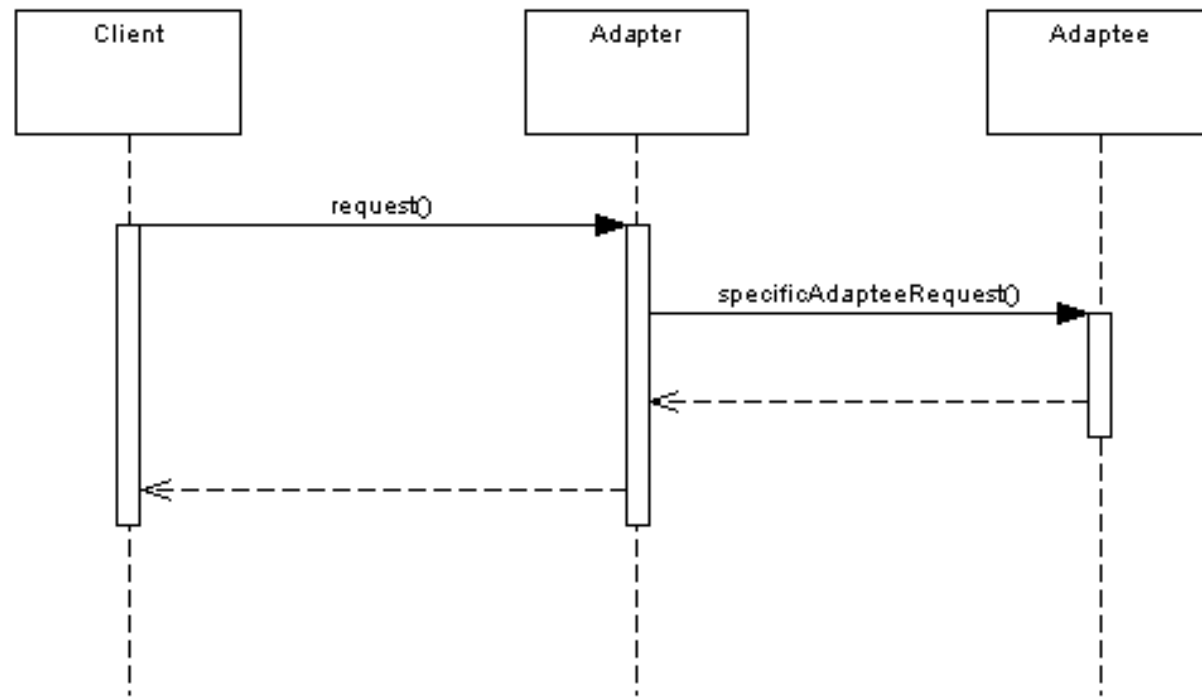 Client
Adapter
Adaptee
request()
specificAdapteeRequest()